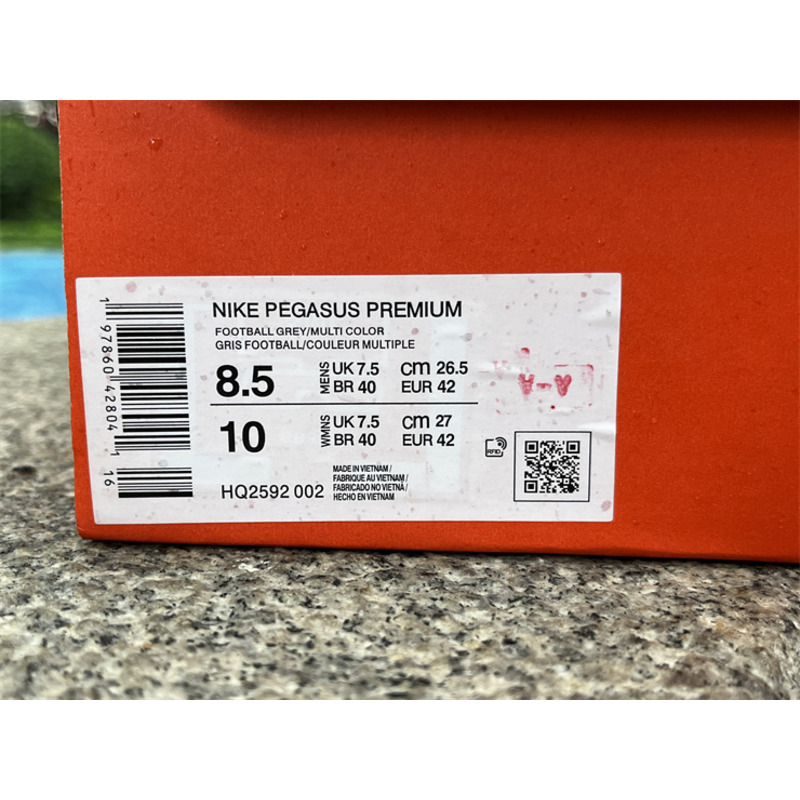 NIKE PEGASUS PREMIUM
FOOTBALL GREY/MULTI COLOR
GRIS FOOTBALL/COULEUR MULTIPLE
8.5 MENS UK 7.5 cm 26.5
BR 40 EUR 42
10 WMNS UK 7.5 cm 27
BR 40 EUR 42
HQ2592 002
MADE IN VIETNAM /
FABRIQUE AU VIETNAM /
FABRICADO NO VIETNÃ /
HECHO EN VIETNAM
RFID
1 97860 42804 1
16